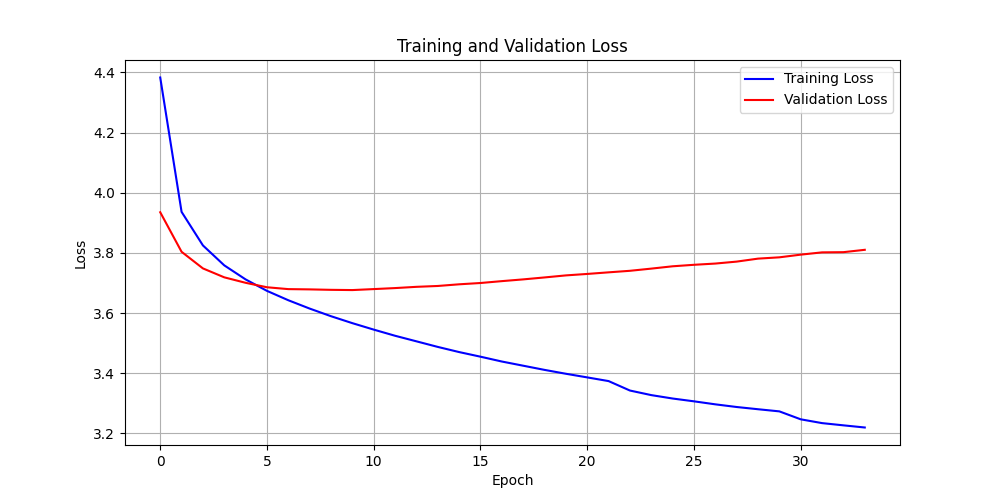 Training and Validation Loss
Training Loss
Validation Loss
4.4
4.2
4.0
3.8
3.6
3.4
3.2
Loss
0 5 10 15 20 25 30
Epoch